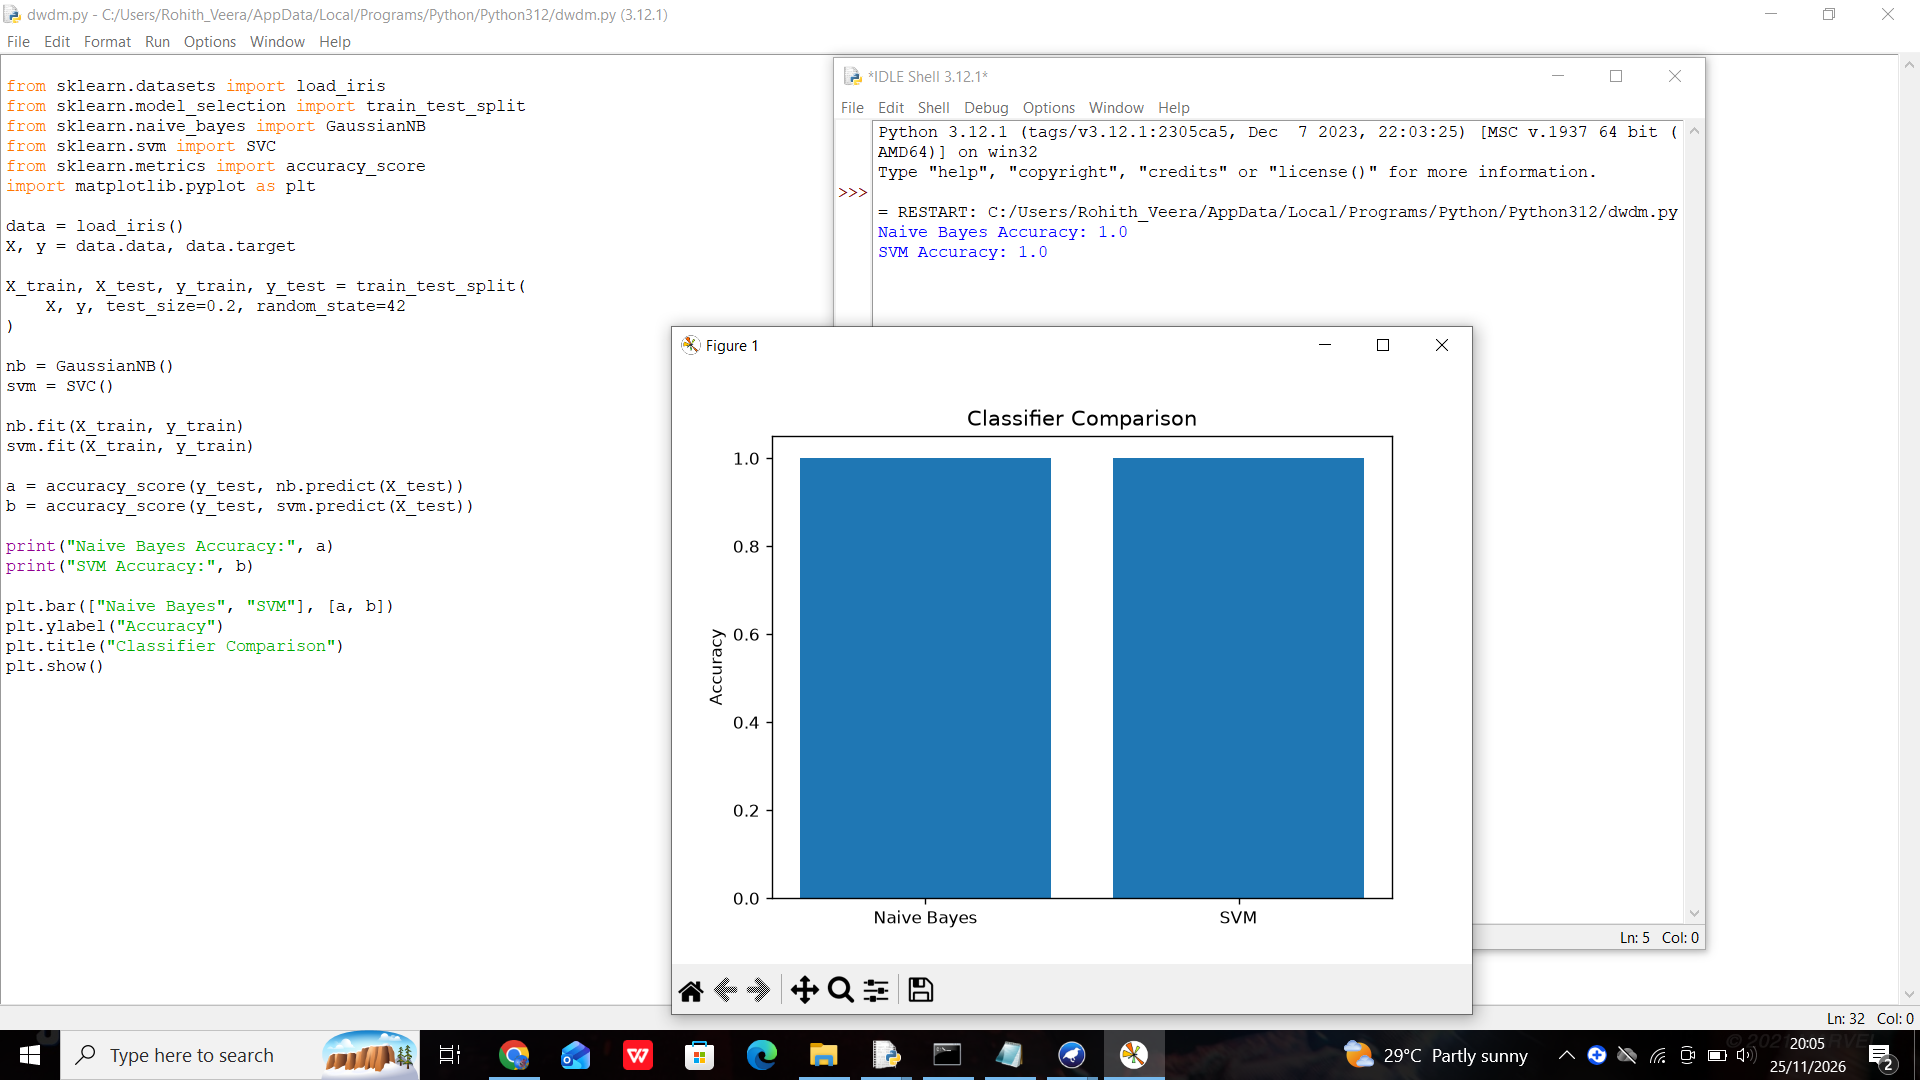 dwdm.py - C:/Users/Rohith_Veera/AppData/Local/Programs/Python/Python312/dwdm.py (3.12.1)
File Edit Format Run Options Window Help
from sklearn.datasets import load_iris
from sklearn.model_selection import train_test_split
from sklearn.naive_bayes import GaussianNB
from sklearn.svm import SVC
from sklearn.metrics import accuracy_score
import matplotlib.pyplot as plt
data = load_iris()
X, y = data.data, data.target
X_train, X_test, y_train, y_test = train_test_split(
    X, y, test_size=0.2, random_state=42
)
nb = GaussianNB()
svm = SVC()
nb.fit(X_train, y_train)
svm.fit(X_train, y_train)
a = accuracy_score(y_test, nb.predict(X_test))
b = accuracy_score(y_test, svm.predict(X_test))
print("Naive Bayes Accuracy:", a)
print("SVM Accuracy:", b)
plt.bar(["Naive Bayes", "SVM"], [a, b])
plt.ylabel("Accuracy")
plt.title("Classifier Comparison")
plt.show()
*IDLE Shell 3.12.1*
File Edit Shell Debug Options Window Help
Python 3.12.1 (tags/v3.12.1:2305ca5, Dec  7 2023, 22:03:25) [MSC v.1937 64 bit (
AMD64)] on win32
Type "help", "copyright", "credits" or "license()" for more information.
>>>
= RESTART: C:/Users/Rohith_Veera/AppData/Local/Programs/Python/Python312/dwdm.py
Naive Bayes Accuracy: 1.0
SVM Accuracy: 1.0
Figure 1
Classifier Comparison
1.0
0.8
0.6
0.4
0.2
0.0
Accuracy
Naive Bayes SVM
Ln: 5 Col: 0
Ln: 32 Col: 0
Type here to search
W
29°C Partly sunny
20:05
25/11/2026
2